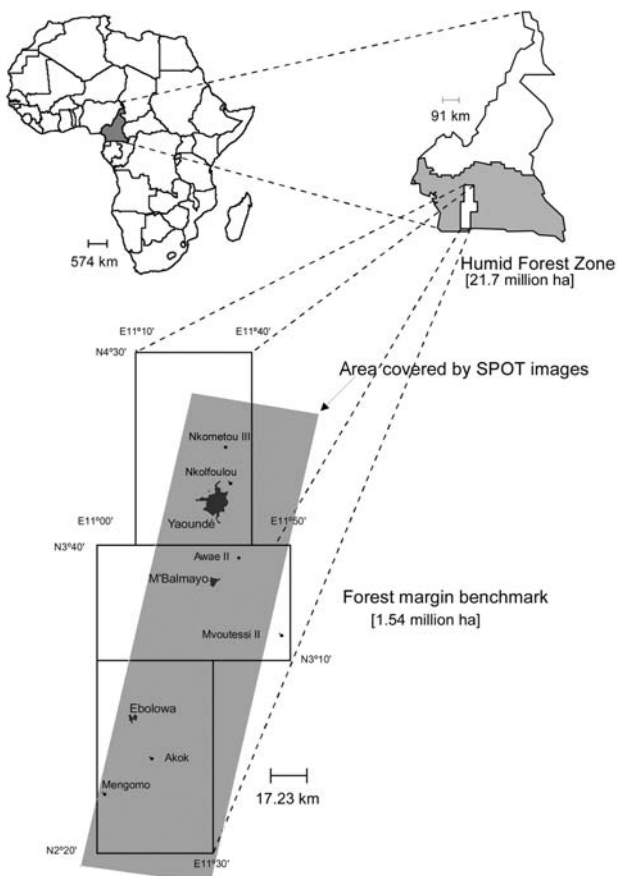 91 km
574 km
Humid Forest Zone
[21.7 million ha]
E11º10'
E11º40'
N4º30'
Area covered by SPOT images
Nkometou III
Nkolfoulou
Yaoundé
E11º00'
E11º50'
N3º40'
Awae II
M'Balmayo
Forest margin benchmark
[1.54 million ha]
Mvoutessi II
N3º10'
Ebolowa
Akok
Mengomo
17.23 km
N2º20'
E11º30'